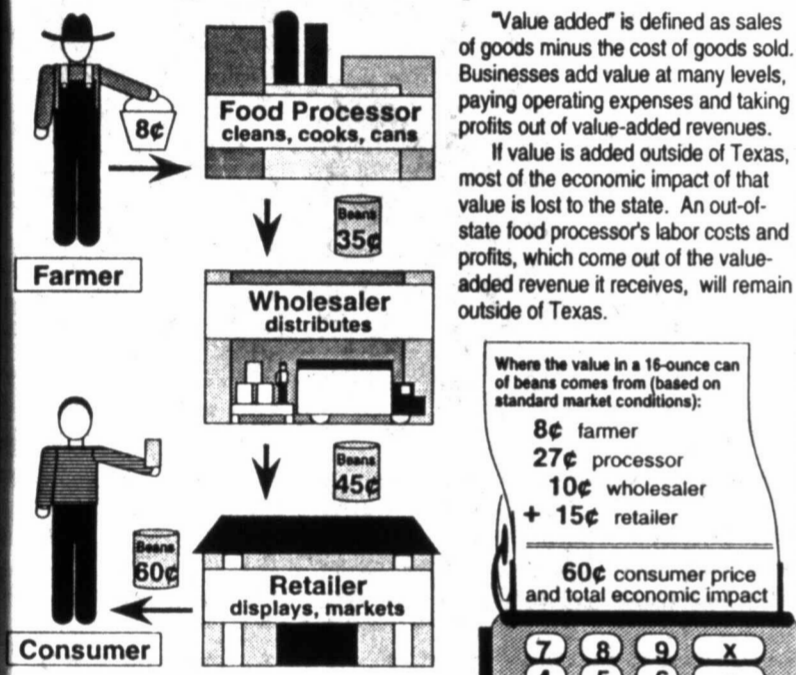 8¢
Farmer
Food Processor
cleans, cooks, cans
Beans
35¢
Wholesaler
distributes
Beans
45¢
Retailer
displays, markets
Beans
60¢
Consumer
"Value added" is defined as sales
of goods minus the cost of goods sold.
Businesses add value at many levels,
paying operating expenses and taking
profits out of value-added revenues.
If value is added outside of Texas,
most of the economic impact of that
value is lost to the state. An out-of-
state food processor's labor costs and
profits, which come out of the value-
added revenue it receives, will remain
outside of Texas.
Where the value in a 16-ounce can
of beans comes from (based on
standard market conditions):
8¢ farmer
27¢ processor
10¢ wholesaler
+ 15¢ retailer
60¢ consumer price
and total economic impact
7 8 9 x